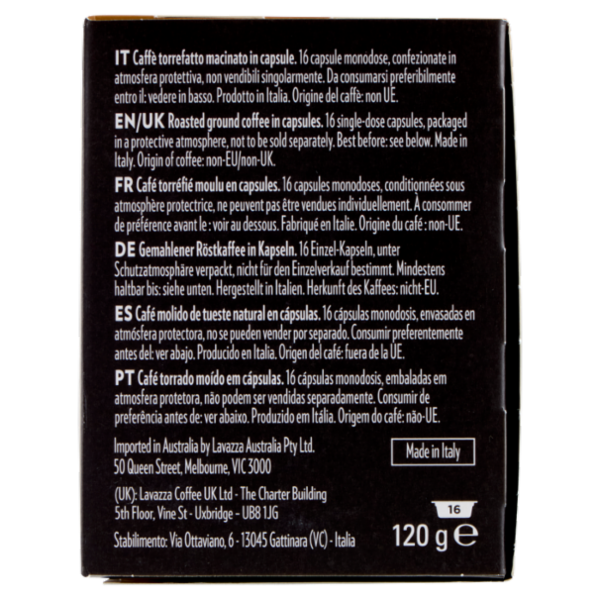 IT Caffè torrefatto macinato in capsule. 16 capsule monodose, confezionate in
atmosfera protettiva, non vendibili singolarmente. Da consumarsi preferibilmente
entro il: vedere in basso. Prodotto in Italia. Origine del caffè: non UE.
EN/UK Roasted ground coffee in capsules. 16 single-dose capsules, packaged
in a protective atmosphere, not to be sold separately. Best before: see below. Made in
Italy. Origin of coffee: non-EU/non-UK.
FR Café torréfié moulu en capsules. 16 capsules monodoses, conditionnées sous
atmosphère protectrice, ne peuvent pas être vendues individuellement. À consommer
de préférence avant le : voir au dessous. Fabriqué en Italie. Origine du café : non-UE.
DE Gemahlener Röstkaffee in Kapseln. 16 Einzel-Kapseln, unter
Schutzatmosphäre verpackt, nicht für den Einzelverkauf bestimmt. Mindestens
haltbar bis: siehe unten. Hergestellt in Italien. Herkunft des Kaffees: nicht-EU.
ES Café molido de tueste natural en cápsulas. 16 cápsulas monodosis, envasadas en
atmósfera protectora, no se pueden vender por separado. Consumir preferentemente
antes del: ver abajo. Producido en Italia. Origen del café: fuera de la UE.
PT Café torrado moído em cápsulas. 16 cápsulas monodosis, embaladas em
atmosfera protetora, não podem ser vendidas separadamente. Consumir de
preferência antes de: ver abaixo. Produzido em Itália. Origem do café: não-UE.
Imported in Australia by Lavazza Australia Pty Ltd.
50 Queen Street, Melbourne, VIC 3000
Made in Italy
(UK): Lavazza Coffee UK Ltd - The Charter Building
5th Floor, Vine St - Uxbridge - UB8 1JG
Stabilimento: Via Ottaviano, 6 - 13045 Gattinara (VC) - Italia
16
120 g ℮